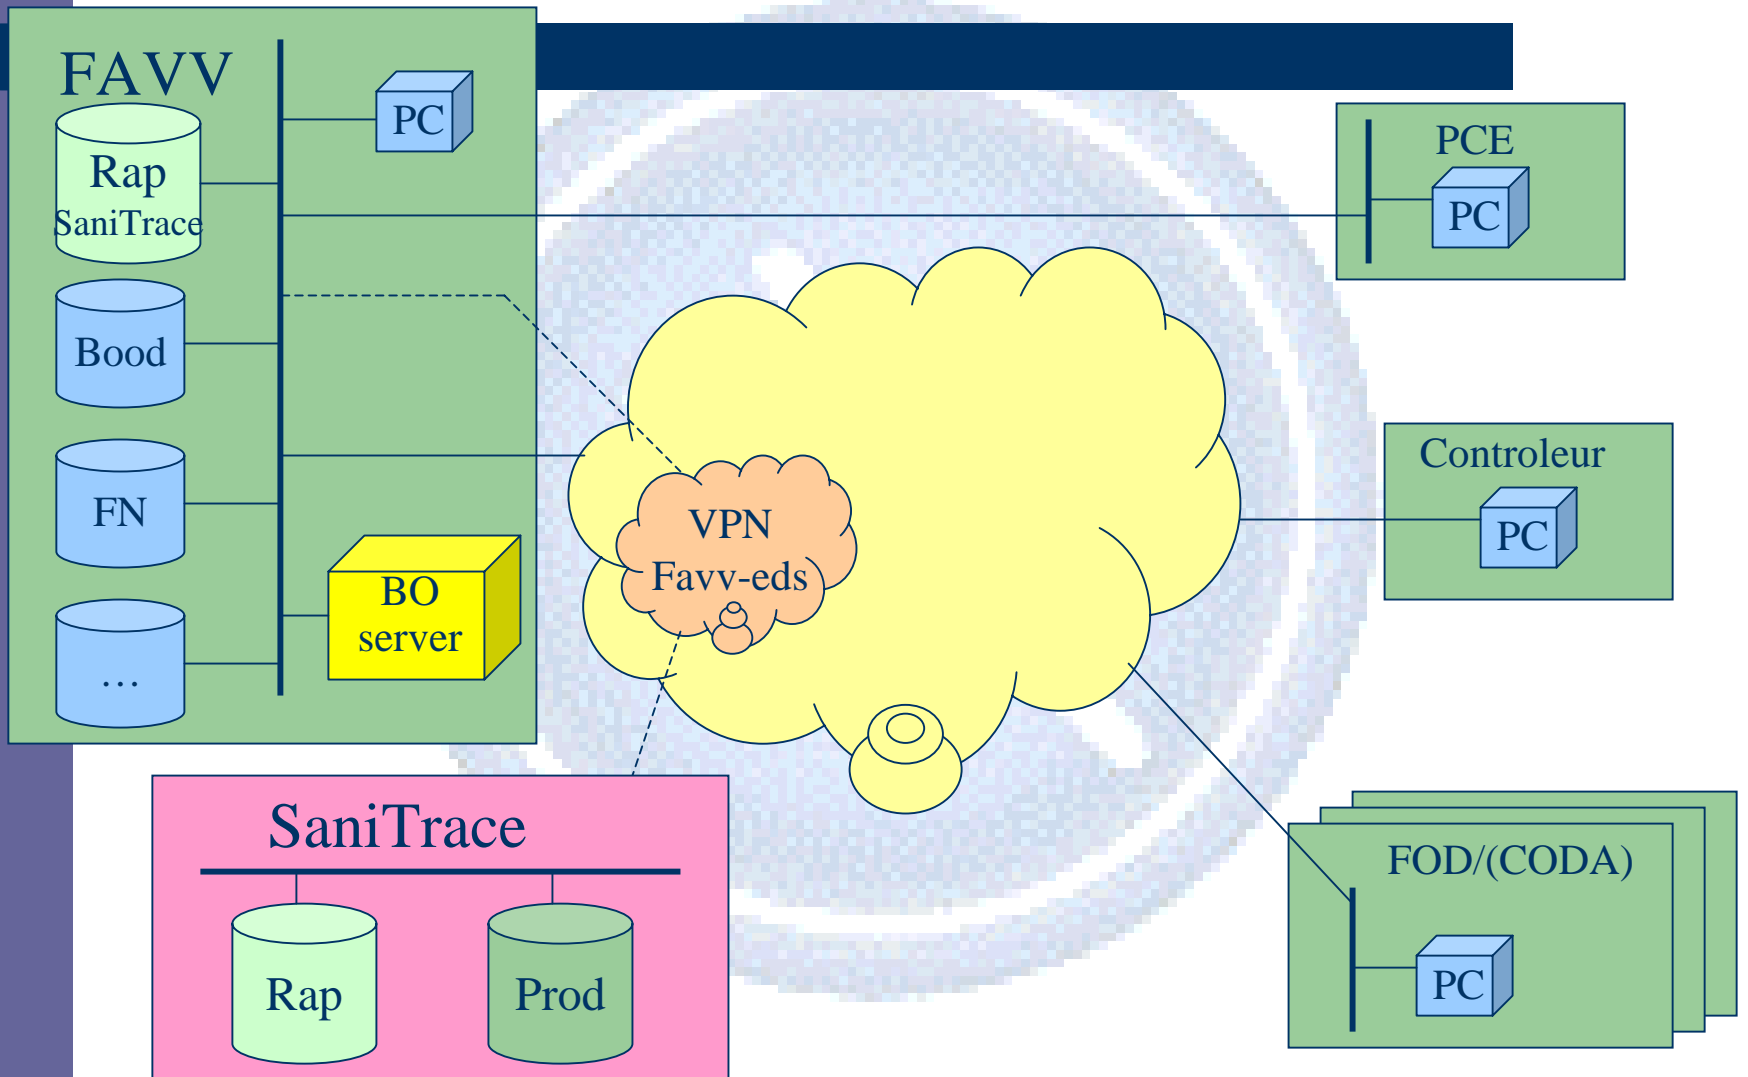 FAVV
PC
Rap
SaniTrace
Bood
FN
…
BO
server
VPN
Favv-eds
PCE
PC
Controleur
PC
FOD/(CODA)
PC
SaniTrace
Rap
Prod